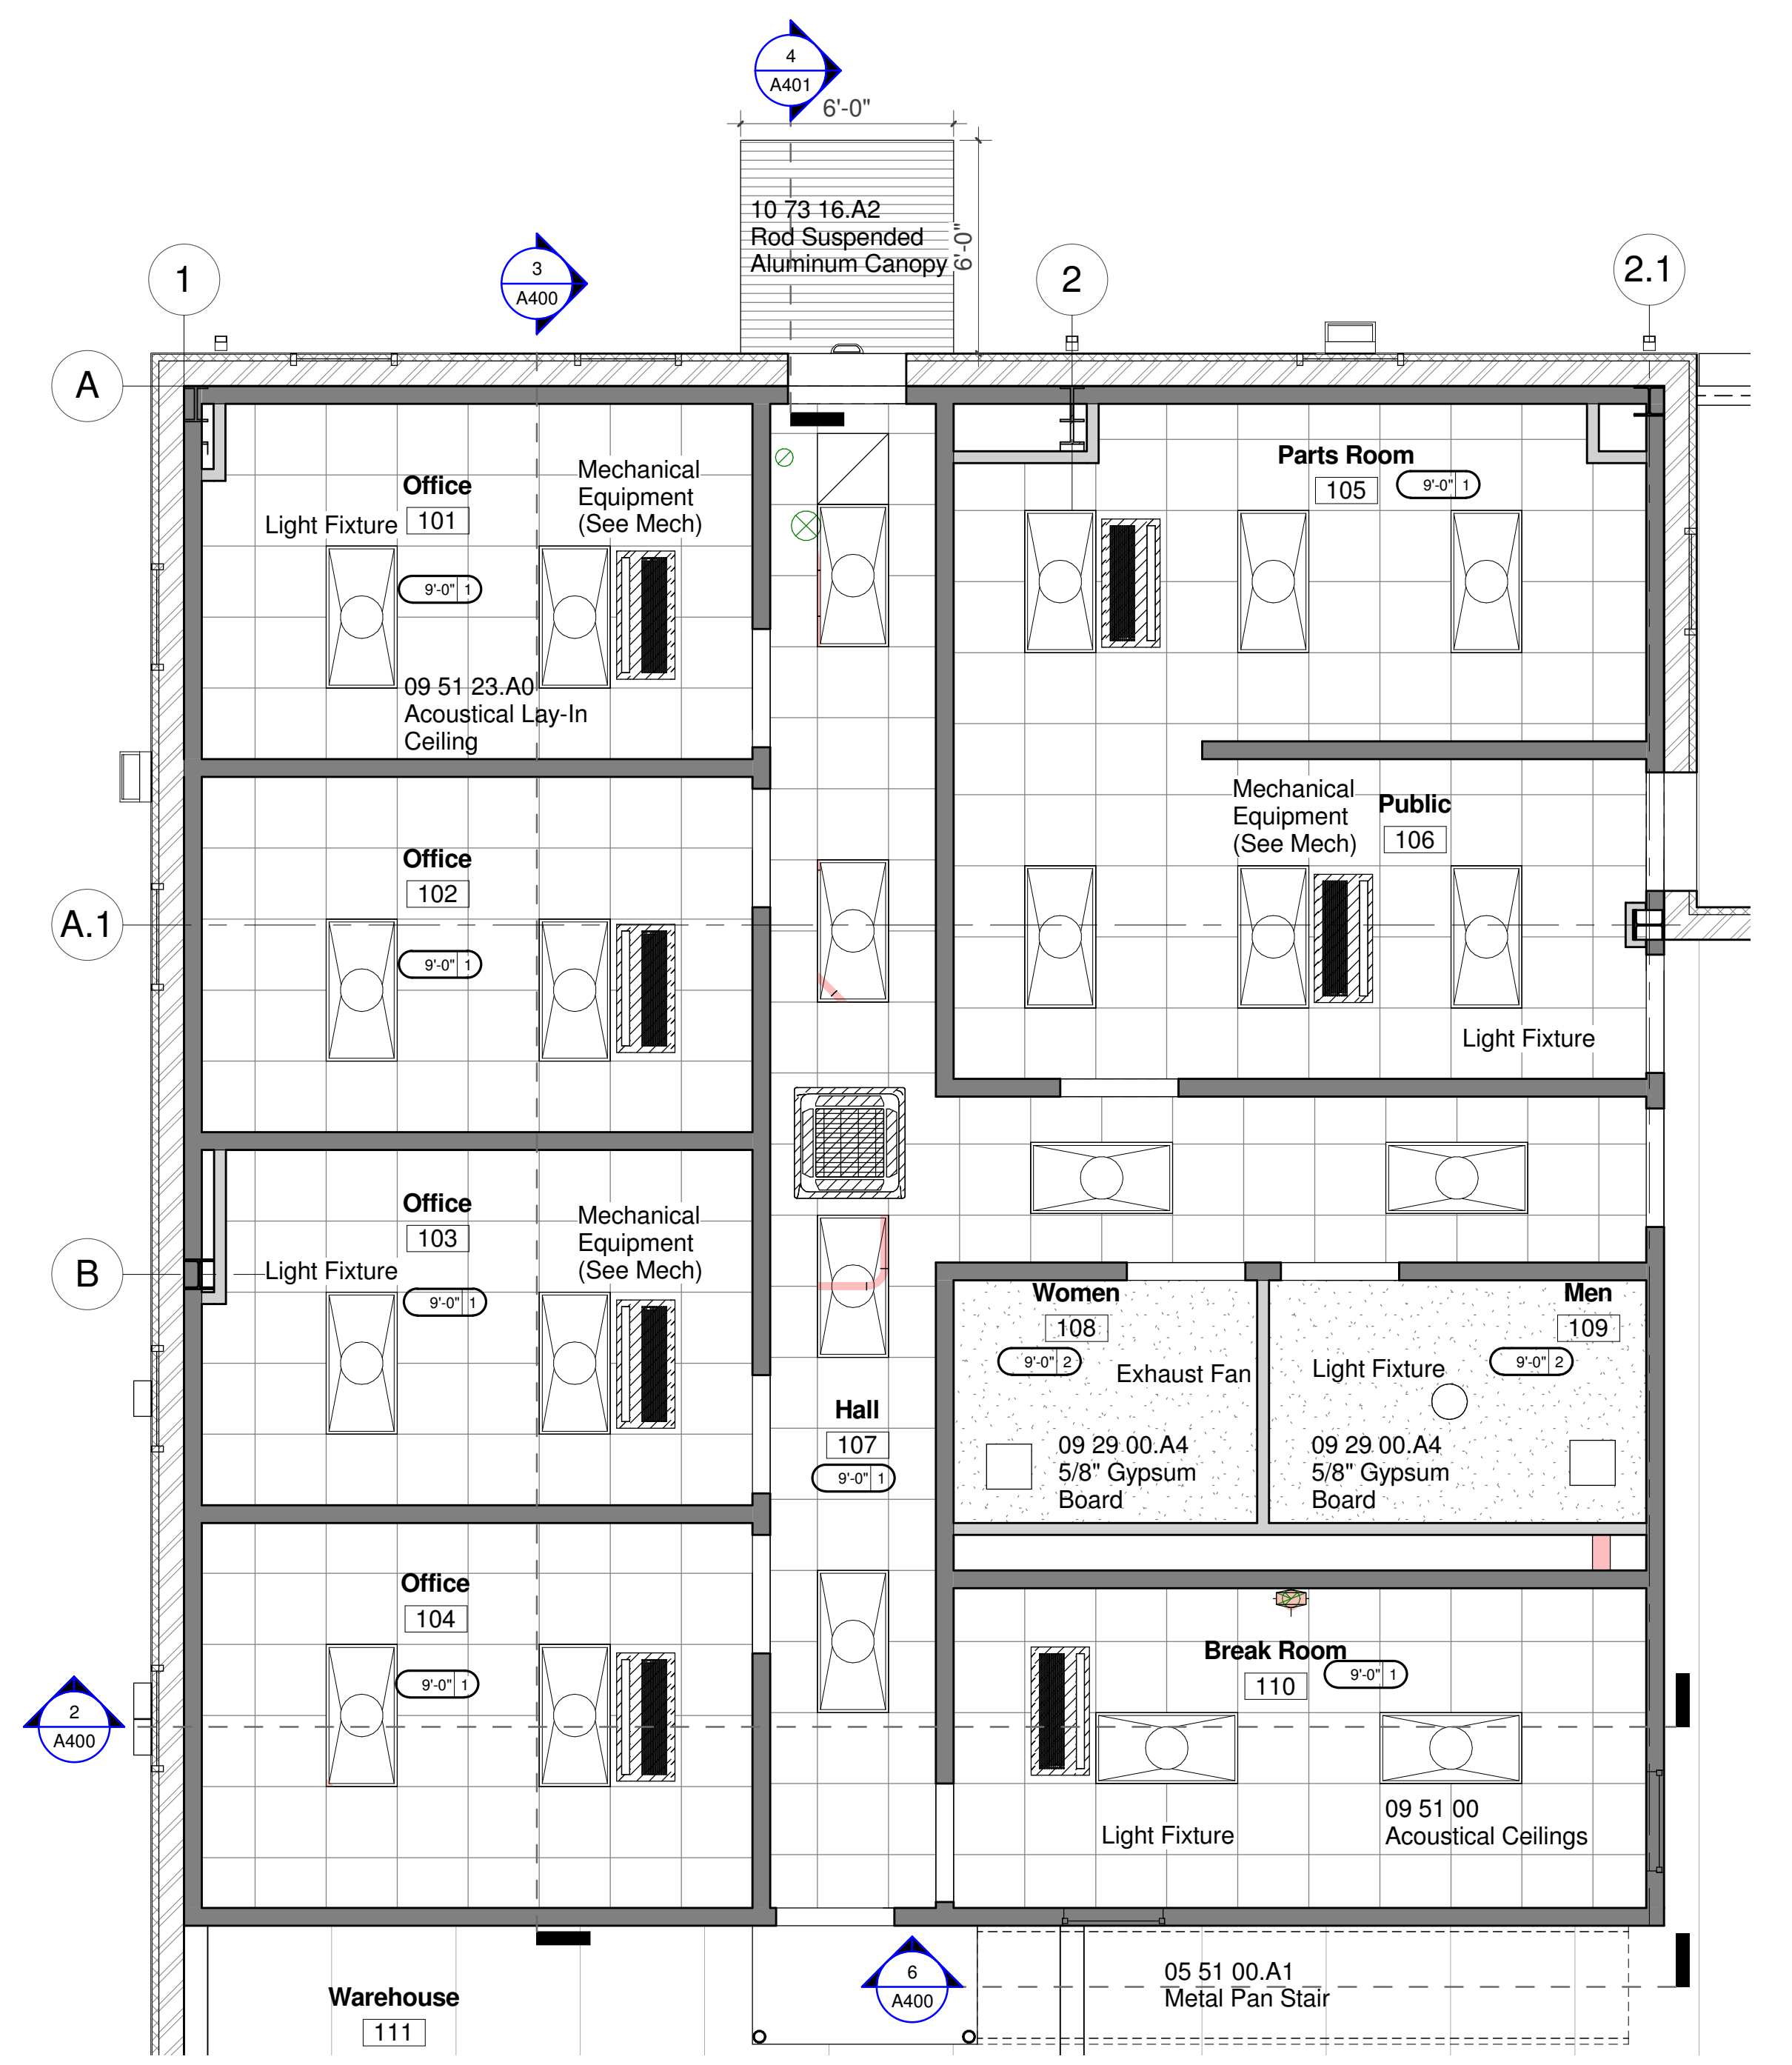 4
A401
6'-0"
10 73 16.A2
Rod Suspended
Aluminum Canopy
6'-0"
3
A400
1
2
2.1
A
Office
101
Light Fixture
Mechanical
Equipment
(See Mech)
9'-0" 1
09 51 23.A0
Acoustical Lay-In
Ceiling
Parts Room
105
9'-0" 1
Mechanical
Equipment
(See Mech)
Public
106
Light Fixture
A.1
Office
102
9'-0" 1
B
Office
103
Light Fixture
Mechanical
Equipment
(See Mech)
9'-0" 1
Hall
107
9'-0" 1
Women
108
9'-0" 2
Exhaust Fan
09 29 00.A4
5/8" Gypsum
Board
Men
109
Light Fixture
9'-0" 2
09 29 00.A4
5/8" Gypsum
Board
Office
104
9'-0" 1
2
A400
Break Room
110
9'-0" 1
Light Fixture
09 51 00
Acoustical Ceilings
6
A400
05 51 00.A1
Metal Pan Stair
Warehouse
111